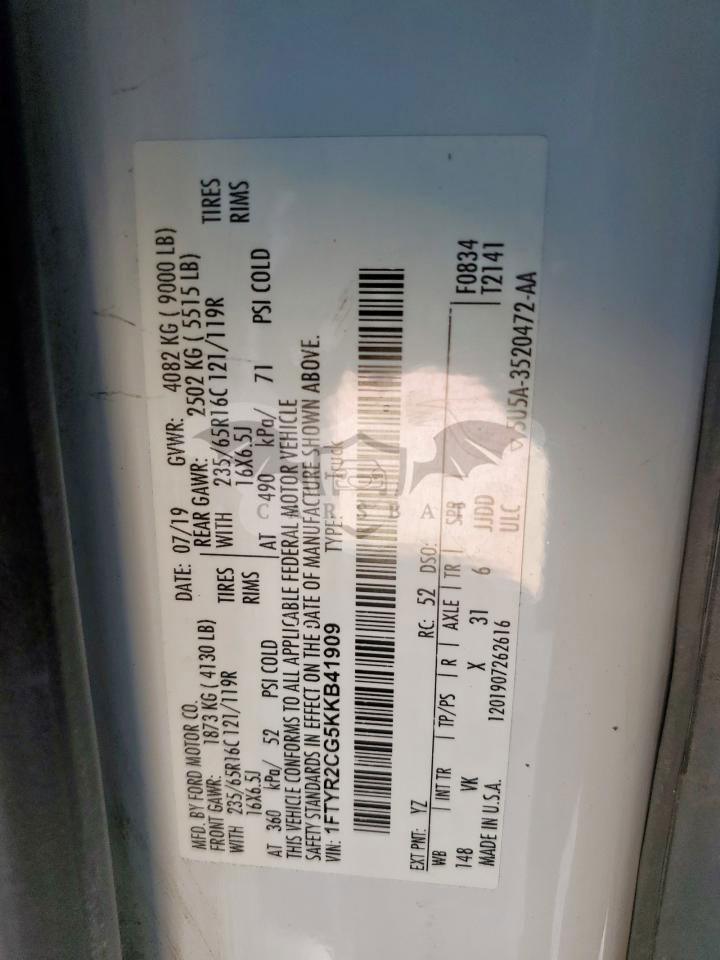 MFD. BY FORD MOTOR CO.
DATE: 07/19 GVWR: 4082 KG ( 9000 LB)
FRONT GAWR: 1873 KG ( 4130 LB) REAR GAWR: 2502 KG ( 5515 LB)
WITH 235/65R16C 121/119R TIRES WITH 235/65R16C 121/119R TIRES
16X6.5J RIMS 16X6.5J RIMS
AT 360 kPa/ 52 PSI COLD AT 490 kPa/ 71 PSI COLD
THIS VEHICLE CONFORMS TO ALL APPLICABLE FEDERAL MOTOR VEHICLE
SAFETY STANDARDS IN EFFECT ON THE DATE OF MANUFACTURE SHOWN ABOVE.
VIN: 1FTYR2CG5KKB41909 TYPE: Truck
EXT PNT: YZ RC: 52 DSO: F0834
WB INT TR TP/PS R AXLE TR SPR T2141
148 VK X 31 6 JJDD
MADE IN U.S.A. 1201907262616 ULC
5U5A-3520472-AA